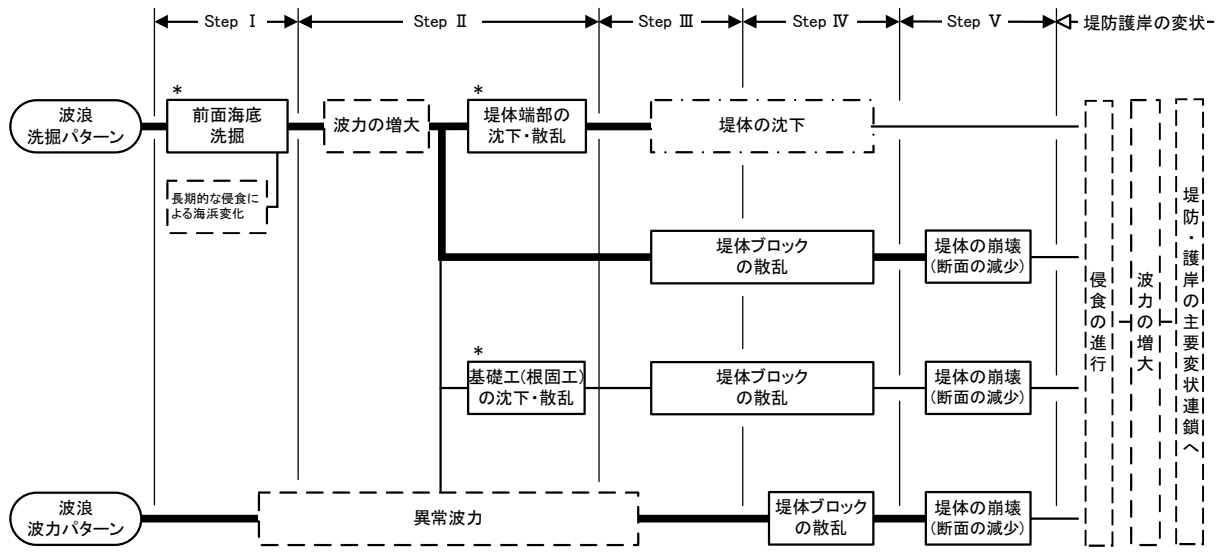 Step Ⅰ
Step Ⅱ
Step Ⅲ
Step Ⅳ
Step Ⅴ
堤防護岸の変状
波浪
洗掘パターン
*
前面海底
洗掘
長期的な侵食に
よる海浜変化
波力の増大
*
堤体端部の
沈下・散乱
堤体の沈下
堤体ブロック
の散乱
堤体の崩壊
(断面の減少)
*
基礎工(根固工)
の沈下・散乱
堤体ブロック
の散乱
堤体の崩壊
(断面の減少)
波浪
波力パターン
異常波力
堤体ブロック
の散乱
堤体の崩壊
(断面の減少)
侵食の進行
波力の増大
堤防・護岸の主要変状連鎖へ